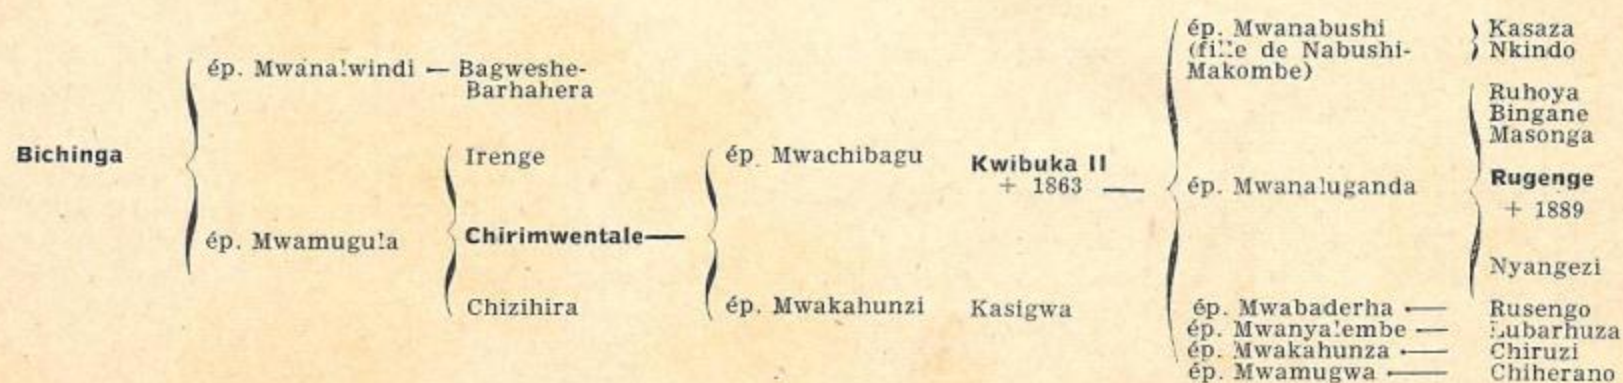 Bichinga
ép. Mwanalwindi — Bagweshe-
Barhahera
ép. Mwamugula
Irenge
Chirimwentale —
Chizihira
ép. Mwachibagu
ép. Mwakahunzi
Kwibuka II
+ 1863 —
Kasigwa
ép. Mwanabushi
(fille de Nabushi-
Makombe)
Kasaza
Nkindo
ép. Mwanaluganda
Ruhoya
Bingane
Masonga
Rugenge
+ 1889
Nyangezi
ép. Mwabaderha — Rusengo
ép. Mwanyalembe — Lubarhuza
ép. Mwakahunza — Chiruzi
ép. Mwamugwa — Chiherano